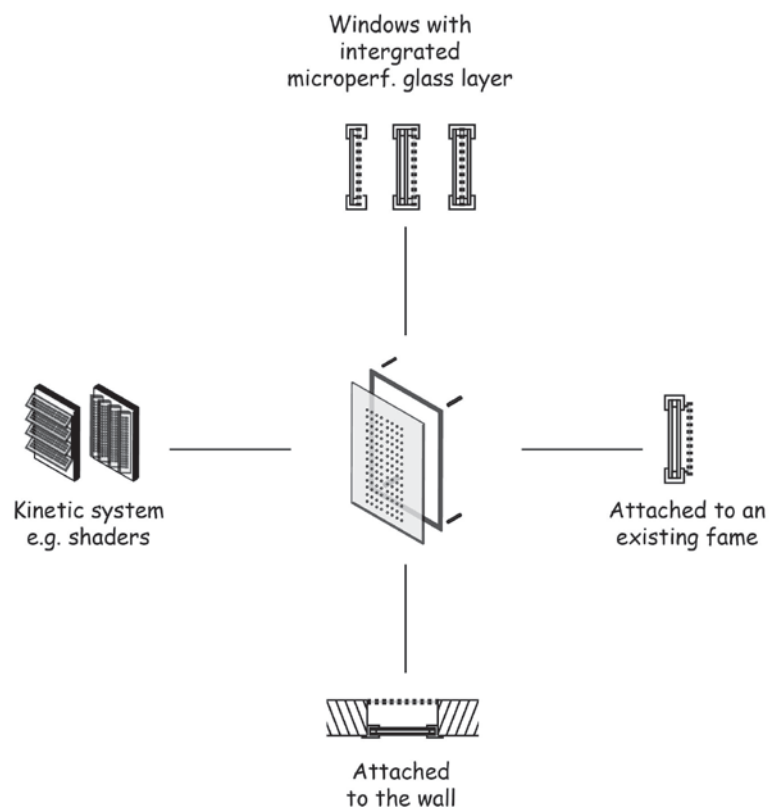 Windows with
intergrated
microperf. glass layer
Kinetic system
e.g. shaders
Attached to an
existing fame
Attached
to the wall